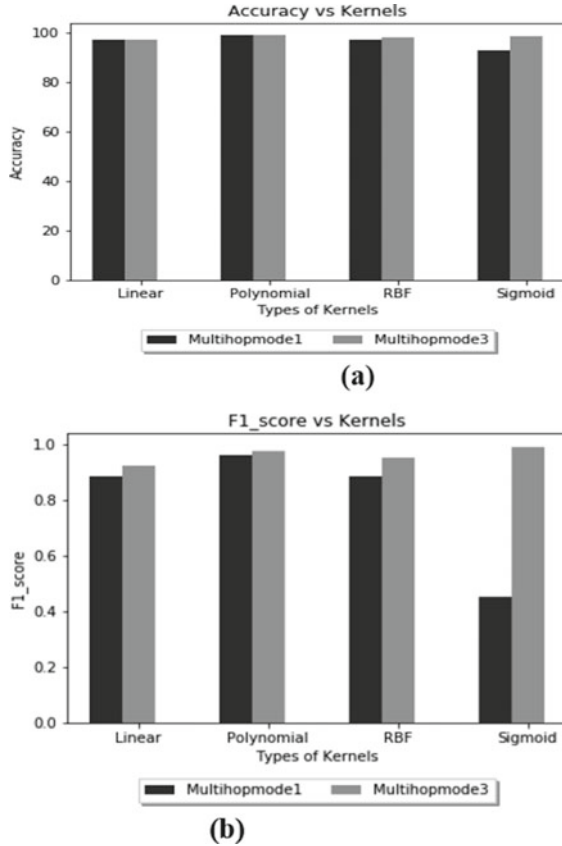 Accuracy vs Kernels
100
80
60
40
20
0
Accuracy
Linear Polynomial RBF Sigmoid
Types of Kernels
Multihopmode1 Multihopmode3
(a)
F1_score vs Kernels
1.0
0.8
0.6
0.4
0.2
0.0
F1_score
Linear Polynomial RBF Sigmoid
Types of Kernels
Multihopmode1 Multihopmode3
(b)